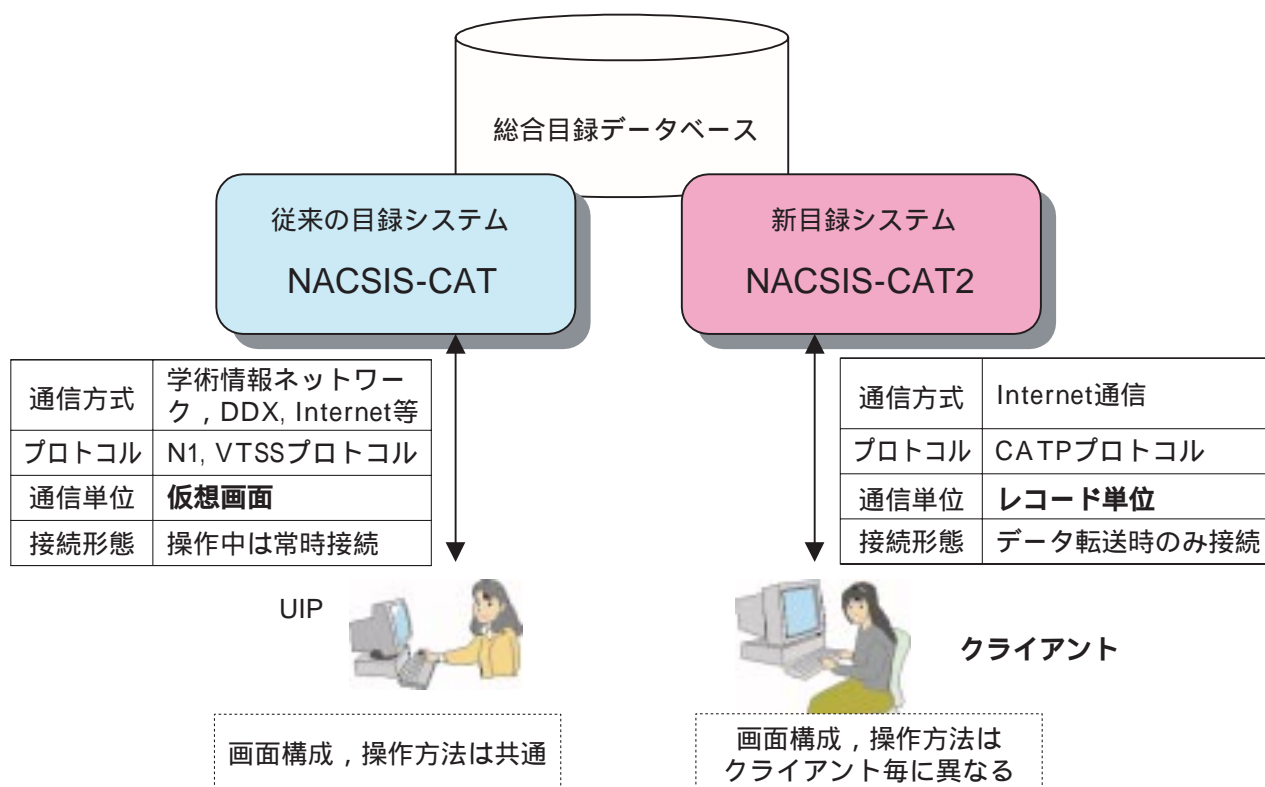 総合目録データベース
従来の目録システム
NACSIS-CAT
新目録システム
NACSIS-CAT2
通信方式 学術情報ネットワー
ク，DDX, Internet等
プロトコル N1, VTSSプロトコル
通信単位 仮想画面
接続形態 操作中は常時接続
通信方式 Internet通信
プロトコル CATPプロトコル
通信単位 レコード単位
接続形態 データ転送時のみ接続
UIP
クライアント
画面構成，操作方法は共通
画面構成，操作方法は
クライアント毎に異なる